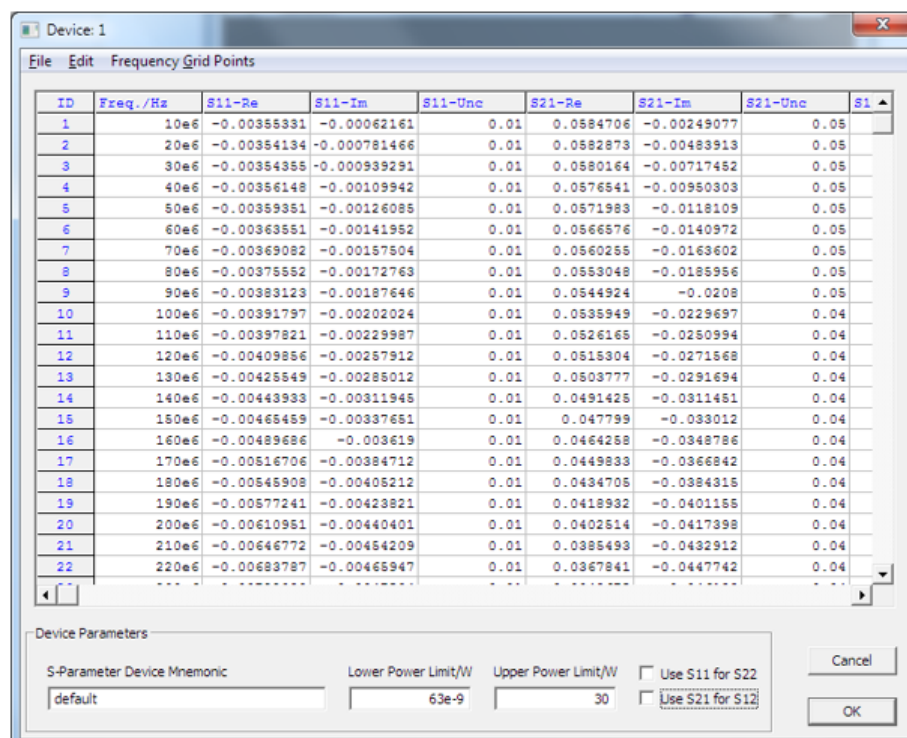 Device: 1
File Edit Frequency Grid Points
ID Freq./Hz S11-Re S11-Im S11-Unc S21-Re S21-Im S21-Unc S1
1 10e6 -0.00355331 -0.00062161 0.01 0.0584706 -0.00249077 0.05
2 20e6 -0.00354134 -0.000781466 0.01 0.0582873 -0.00483913 0.05
3 30e6 -0.00354355 -0.000939291 0.01 0.0580164 -0.00717452 0.05
4 40e6 -0.00356148 -0.00109942 0.01 0.0576541 -0.00950303 0.05
5 50e6 -0.00359351 -0.00126085 0.01 0.0571983 -0.0118109 0.05
6 60e6 -0.00363551 -0.00141952 0.01 0.0566576 -0.0140972 0.05
7 70e6 -0.00369082 -0.00157504 0.01 0.0560255 -0.0163602 0.05
8 80e6 -0.00375552 -0.00172763 0.01 0.0553048 -0.0185956 0.05
9 90e6 -0.00383123 -0.00187646 0.01 0.0544924 -0.0208 0.05
10 100e6 -0.00391797 -0.00202024 0.01 0.0535949 -0.0229697 0.04
11 110e6 -0.00397821 -0.00229987 0.01 0.0526165 -0.0250994 0.04
12 120e6 -0.00409856 -0.00257912 0.01 0.0515304 -0.0271568 0.04
13 130e6 -0.00425549 -0.00285012 0.01 0.0503777 -0.0291694 0.04
14 140e6 -0.00443933 -0.00311945 0.01 0.0491425 -0.0311451 0.04
15 150e6 -0.00465459 -0.00337651 0.01 0.047799 -0.033012 0.04
16 160e6 -0.00489686 -0.003619 0.01 0.0464258 -0.0348786 0.04
17 170e6 -0.00516706 -0.00384712 0.01 0.0449833 -0.0366842 0.04
18 180e6 -0.00545908 -0.00405212 0.01 0.0434705 -0.0384315 0.04
19 190e6 -0.00577241 -0.00423821 0.01 0.0418932 -0.0401155 0.04
20 200e6 -0.00610951 -0.00440401 0.01 0.0402514 -0.0417398 0.04
21 210e6 -0.00646772 -0.00454209 0.01 0.0385493 -0.0432912 0.04
22 220e6 -0.00683787 -0.00465947 0.01 0.0367841 -0.0447742 0.04
Device Parameters
S-Parameter Device Mnemonic Lower Power Limit/W Upper Power Limit/W Use S11 for S22 Cancel
default 63e-9 30 Use S21 for S12 OK